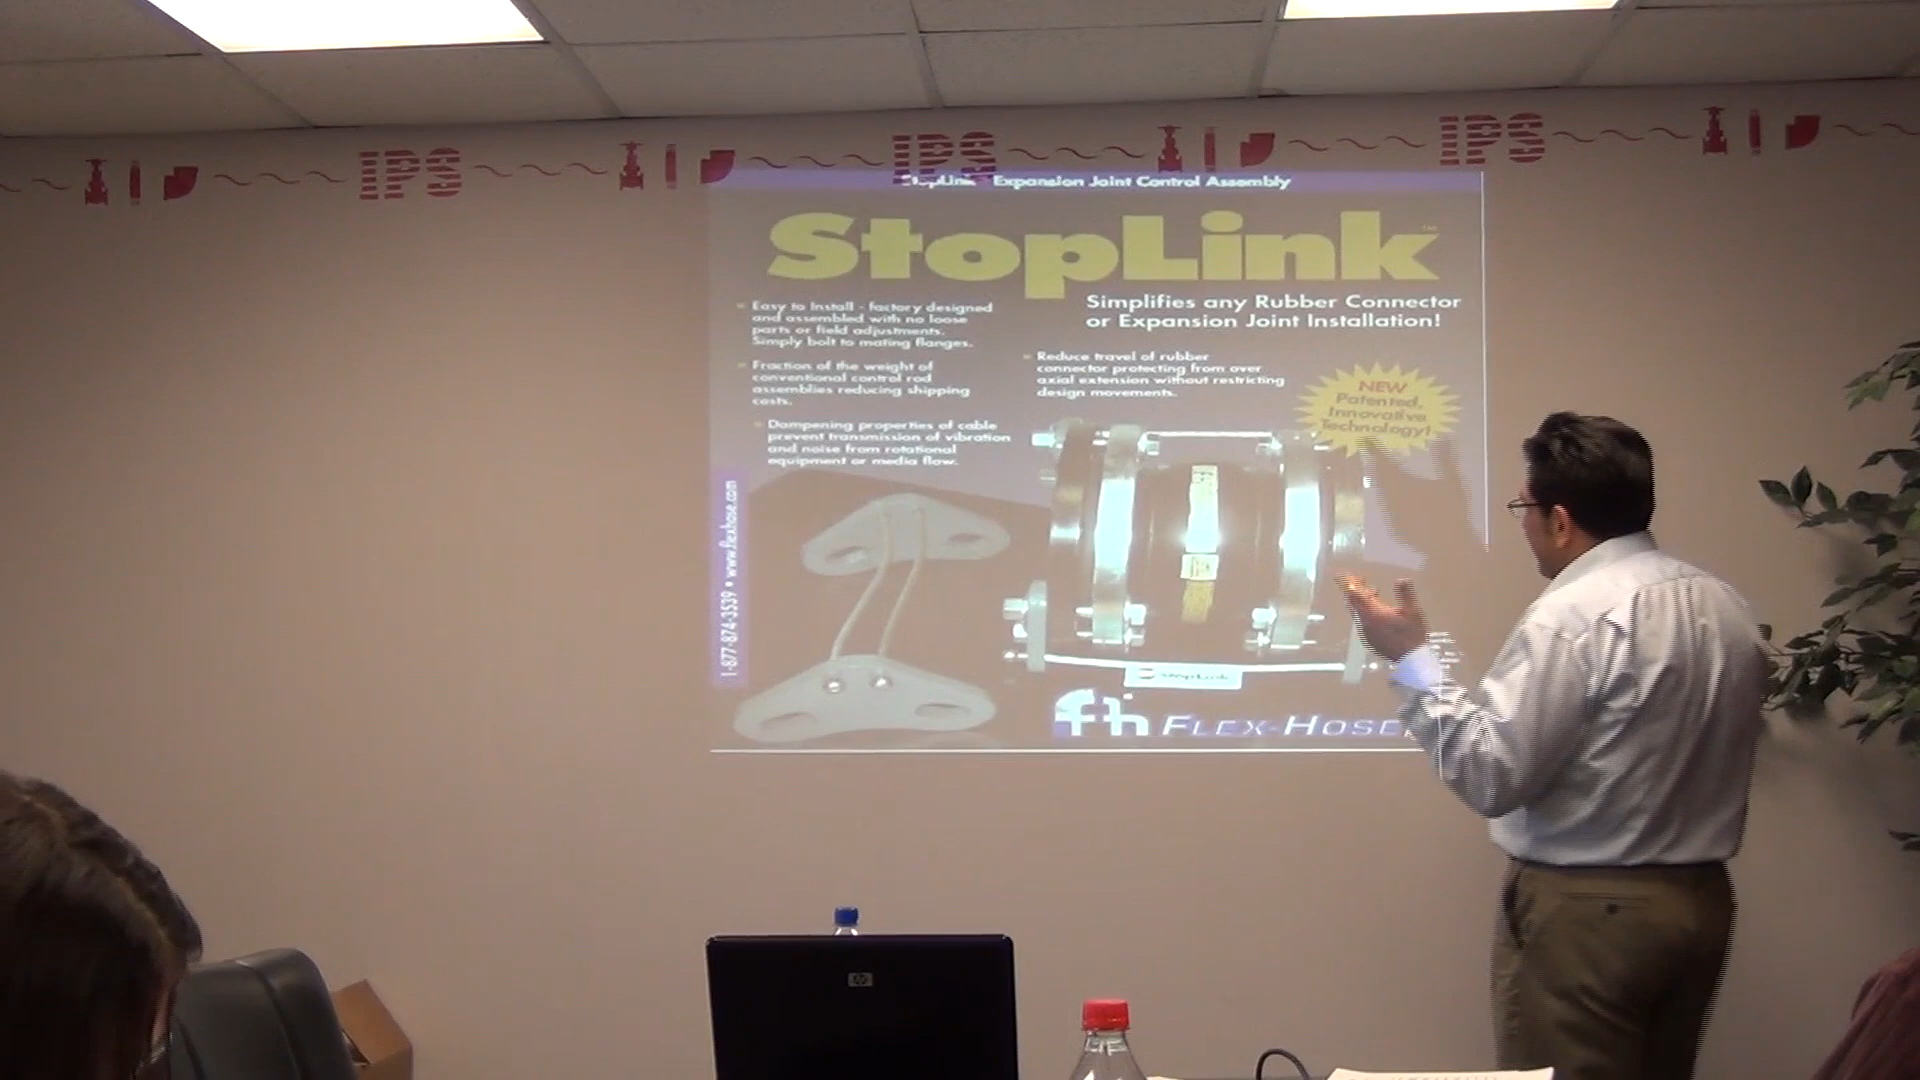 IPS
IPS
IPS
StopLink Expansion Joint Control Assembly
StopLink™
Simplifies any Rubber Connector
or Expansion Joint Installation!
Easy to Install - factory designed
and assembled with no loose
parts or field adjustments.
Simply bolt to mating flanges.
Fraction of the weight of
conventional control rod
assemblies reducing shipping
costs.
Dampening properties of cable
prevent transmission of vibration
and noise from rotational
equipment or media flow.
Reduce travel of rubber
connector protecting from over
axial extension without restricting
design movements.
NEW
Patented,
Innovative
Technology!
1-877-874-3539 • www.flexhose.com
StopLink
fh FLEX-HOSE
hp